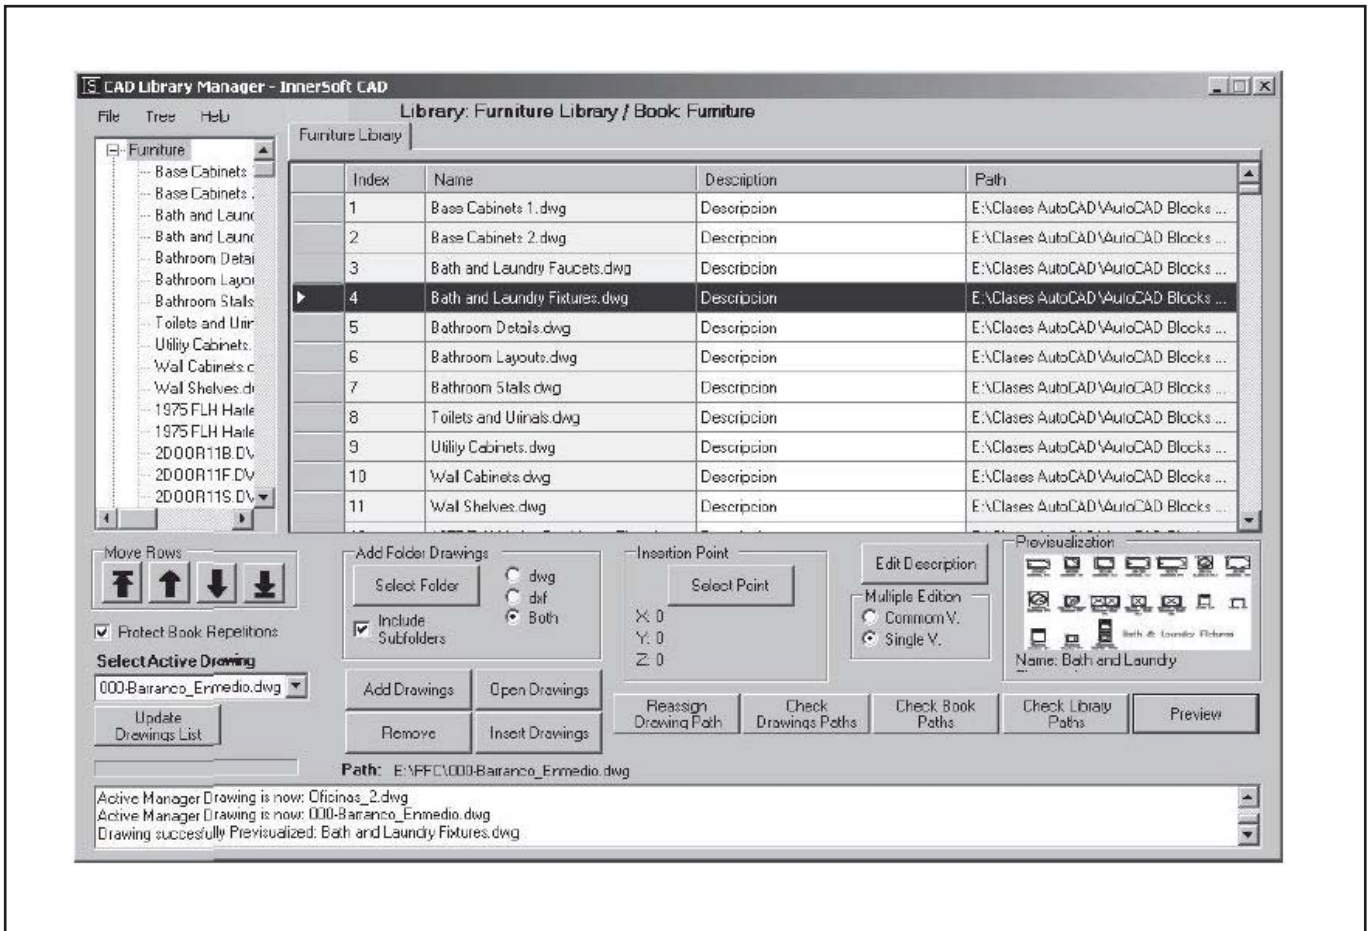 CAD Library Manager - InnerSoft CAD
File Tree Help
Library: Furniture Library / Book: Furniture
Furniture Library
Furniture
Base Cabinets
Base Cabinets .
Bath and Laund
Bath and Laund
Bathroom Detai
Bathroom Layou
Bathroom Stalls
Toilets and Urin
Utility Cabinets.
Wall Cabinets.d
Wall Shelves.d
1975 FLH Harle
1975 FLH Harle
2DOOR11B.DV
2DOOR11F.DV
2DOOR11S.DV
Index Name Description Path
1 Base Cabinets 1.dwg Descripcion E:\Clases AutoCAD\AutoCAD Blocks ...
2 Base Cabinets 2.dwg Descripcion E:\Clases AutoCAD\AutoCAD Blocks ...
3 Bath and Laundry Faucets.dwg Descripcion E:\Clases AutoCAD\AutoCAD Blocks ...
4 Bath and Laundry Fixtures.dwg Descripcion E:\Clases AutoCAD\AutoCAD Blocks ...
5 Bathroom Details.dwg Descripcion E:\Clases AutoCAD\AutoCAD Blocks ...
6 Bathroom Layouts.dwg Descripcion E:\Clases AutoCAD\AutoCAD Blocks ...
7 Bathroom Stalls.dwg Descripcion E:\Clases AutoCAD\AutoCAD Blocks ...
8 Toilets and Urinals.dwg Descripcion E:\Clases AutoCAD\AutoCAD Blocks ...
9 Utility Cabinets.dwg Descripcion E:\Clases AutoCAD\AutoCAD Blocks ...
10 Wall Cabinets.dwg Descripcion E:\Clases AutoCAD\AutoCAD Blocks ...
11 Wall Shelves.dwg Descripcion E:\Clases AutoCAD\AutoCAD Blocks ...
Move Rows
Protect Book Repetitions
Select Active Drawing
000-Barranco_Enmedio.dwg
Update
Drawings List
Add Folder Drawings
Select Folder
Include
Subfolders
dwg
dxf
Both
Add Drawings Open Drawings
Remove Insert Drawings
Insertion Point
Select Point
X: 0
Y: 0
Z: 0
Edit Description
Multiple Edition
Commom V.
Single V.
Previsualization
Bath & Laundry Fixtures
Name: Bath and Laundry
Reassign
Drawing Path
Check
Drawings Paths
Check Book
Paths
Check Library
Paths
Preview
Path: E:\PFC\000-Barranco_Enmedio.dwg
Active Manager Drawing is now: Oficinas_2.dwg
Active Manager Drawing is now: 000-Barranco_Enmedio.dwg
Drawing succesfully Previsualized: Bath and Laundry Fixtures.dwg